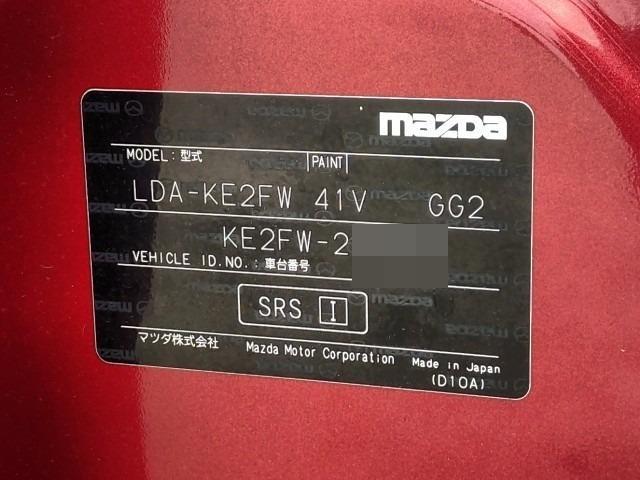 mazda
MODEL : 型式 PAINT
LDA-KE2FW 41V GG2
KE2FW-2
VEHICLE ID.NO. : 車台番号
SRS I
マツダ株式会社 Mazda Motor Corporation Made in Japan
(D10A)